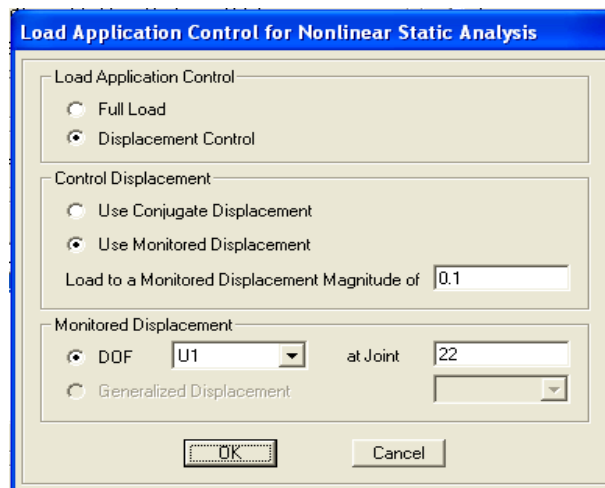 Load Application Control for Nonlinear Static Analysis
Load Application Control
Full Load
Displacement Control
Control Displacement
Use Conjugate Displacement
Use Monitored Displacement
Load to a Monitored Displacement Magnitude of 0.1
Monitored Displacement
DOF U1 at Joint 22
Generalized Displacement
OK Cancel